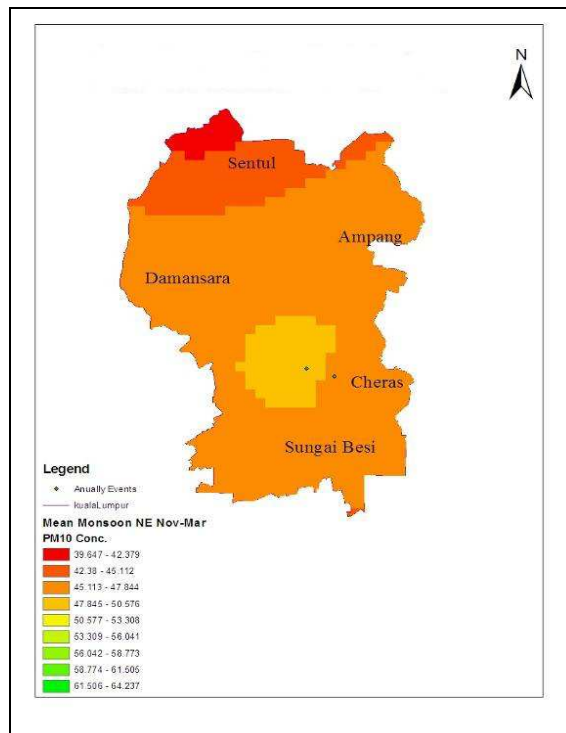 N
Sentul
Ampang
Damansara
Cheras
Sungai Besi
Legend
Anually Events
kualaLumpur
Mean Monsoon NE Nov-Mar
PM10 Conc.
39.647 - 42.379
42.38 - 45.112
45.113 - 47.844
47.845 - 50.576
50.577 - 53.308
53.309 - 56.041
56.042 - 58.773
58.774 - 61.505
61.506 - 64.237